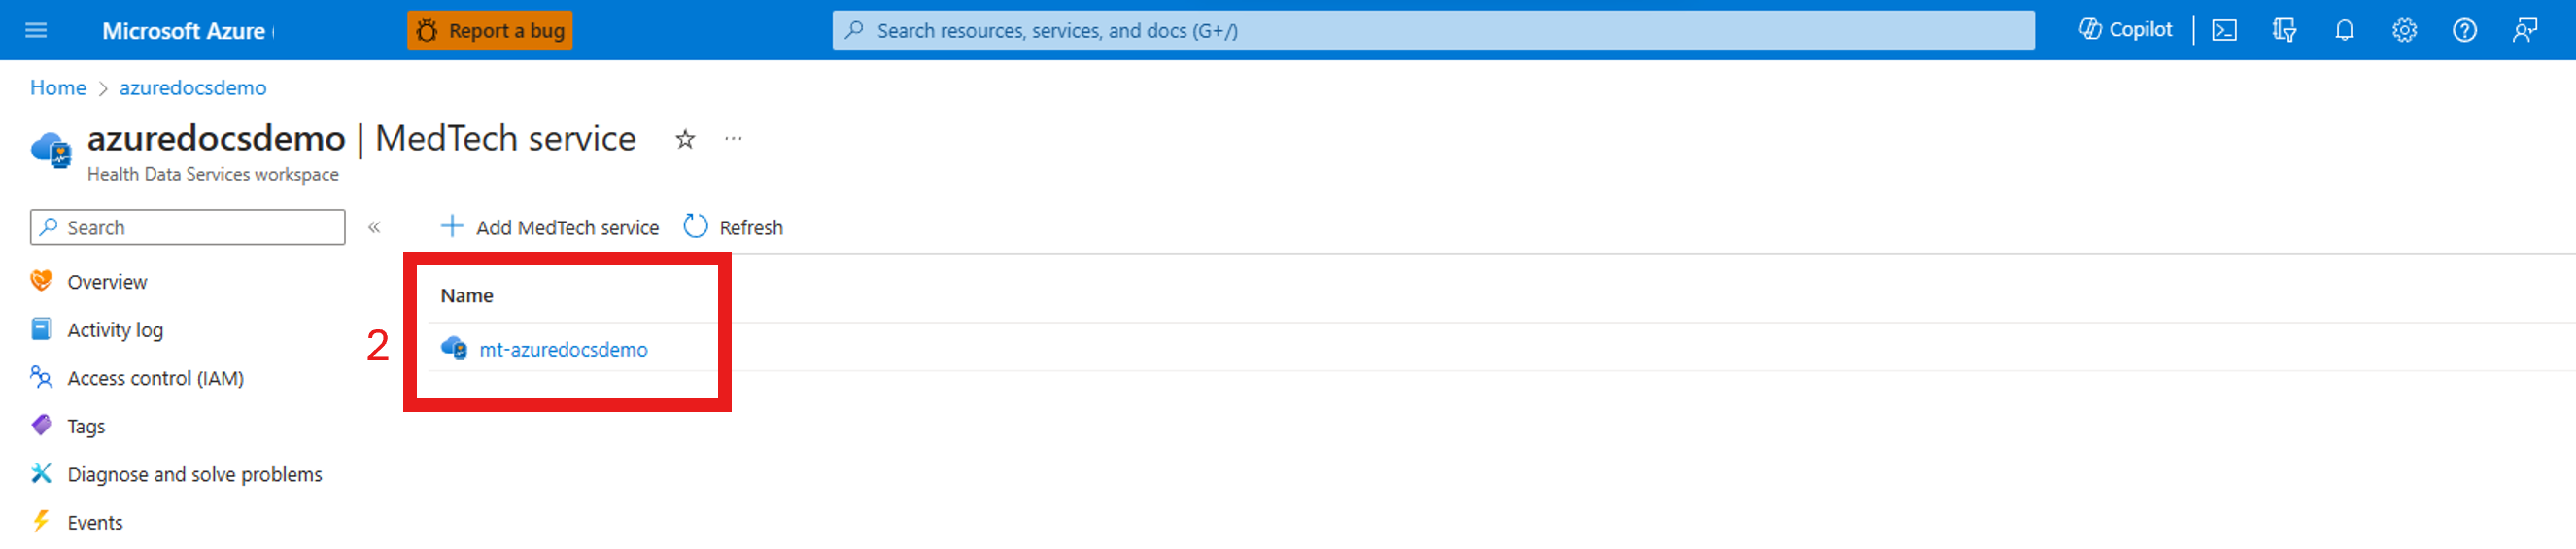 Microsoft Azure
Report a bug
Search resources, services, and docs (G+/)
Copilot
Home > azuredocsdemo
azuredocsdemo | MedTech service
Health Data Services workspace
Search
Add MedTech service
Refresh
Overview
Activity log
Access control (IAM)
Tags
Diagnose and solve problems
Events
2
Name
mt-azuredocsdemo